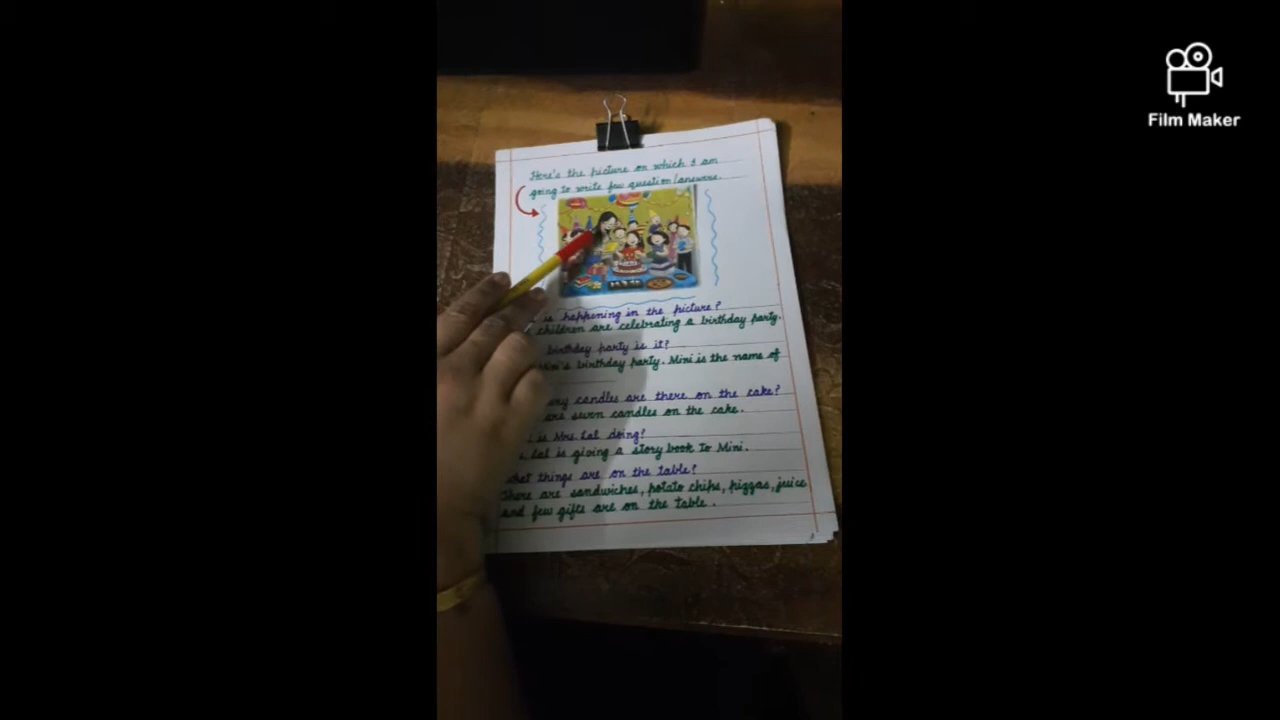 Here's the picture on which I am
going to write few question/answers.
is happening in the picture?
children are celebrating a birthday party.
birthday party is it?
Mini's birthday party. Mini is the name of
candles are there on the cake?
are seven candles on the cake.
is Mrs. Lal doing?
Lal is giving a story book to Mini.
What things are on the table?
There are sandwiches, potato chips, pizzas, juice
and few gifts are on the table.
Film Maker